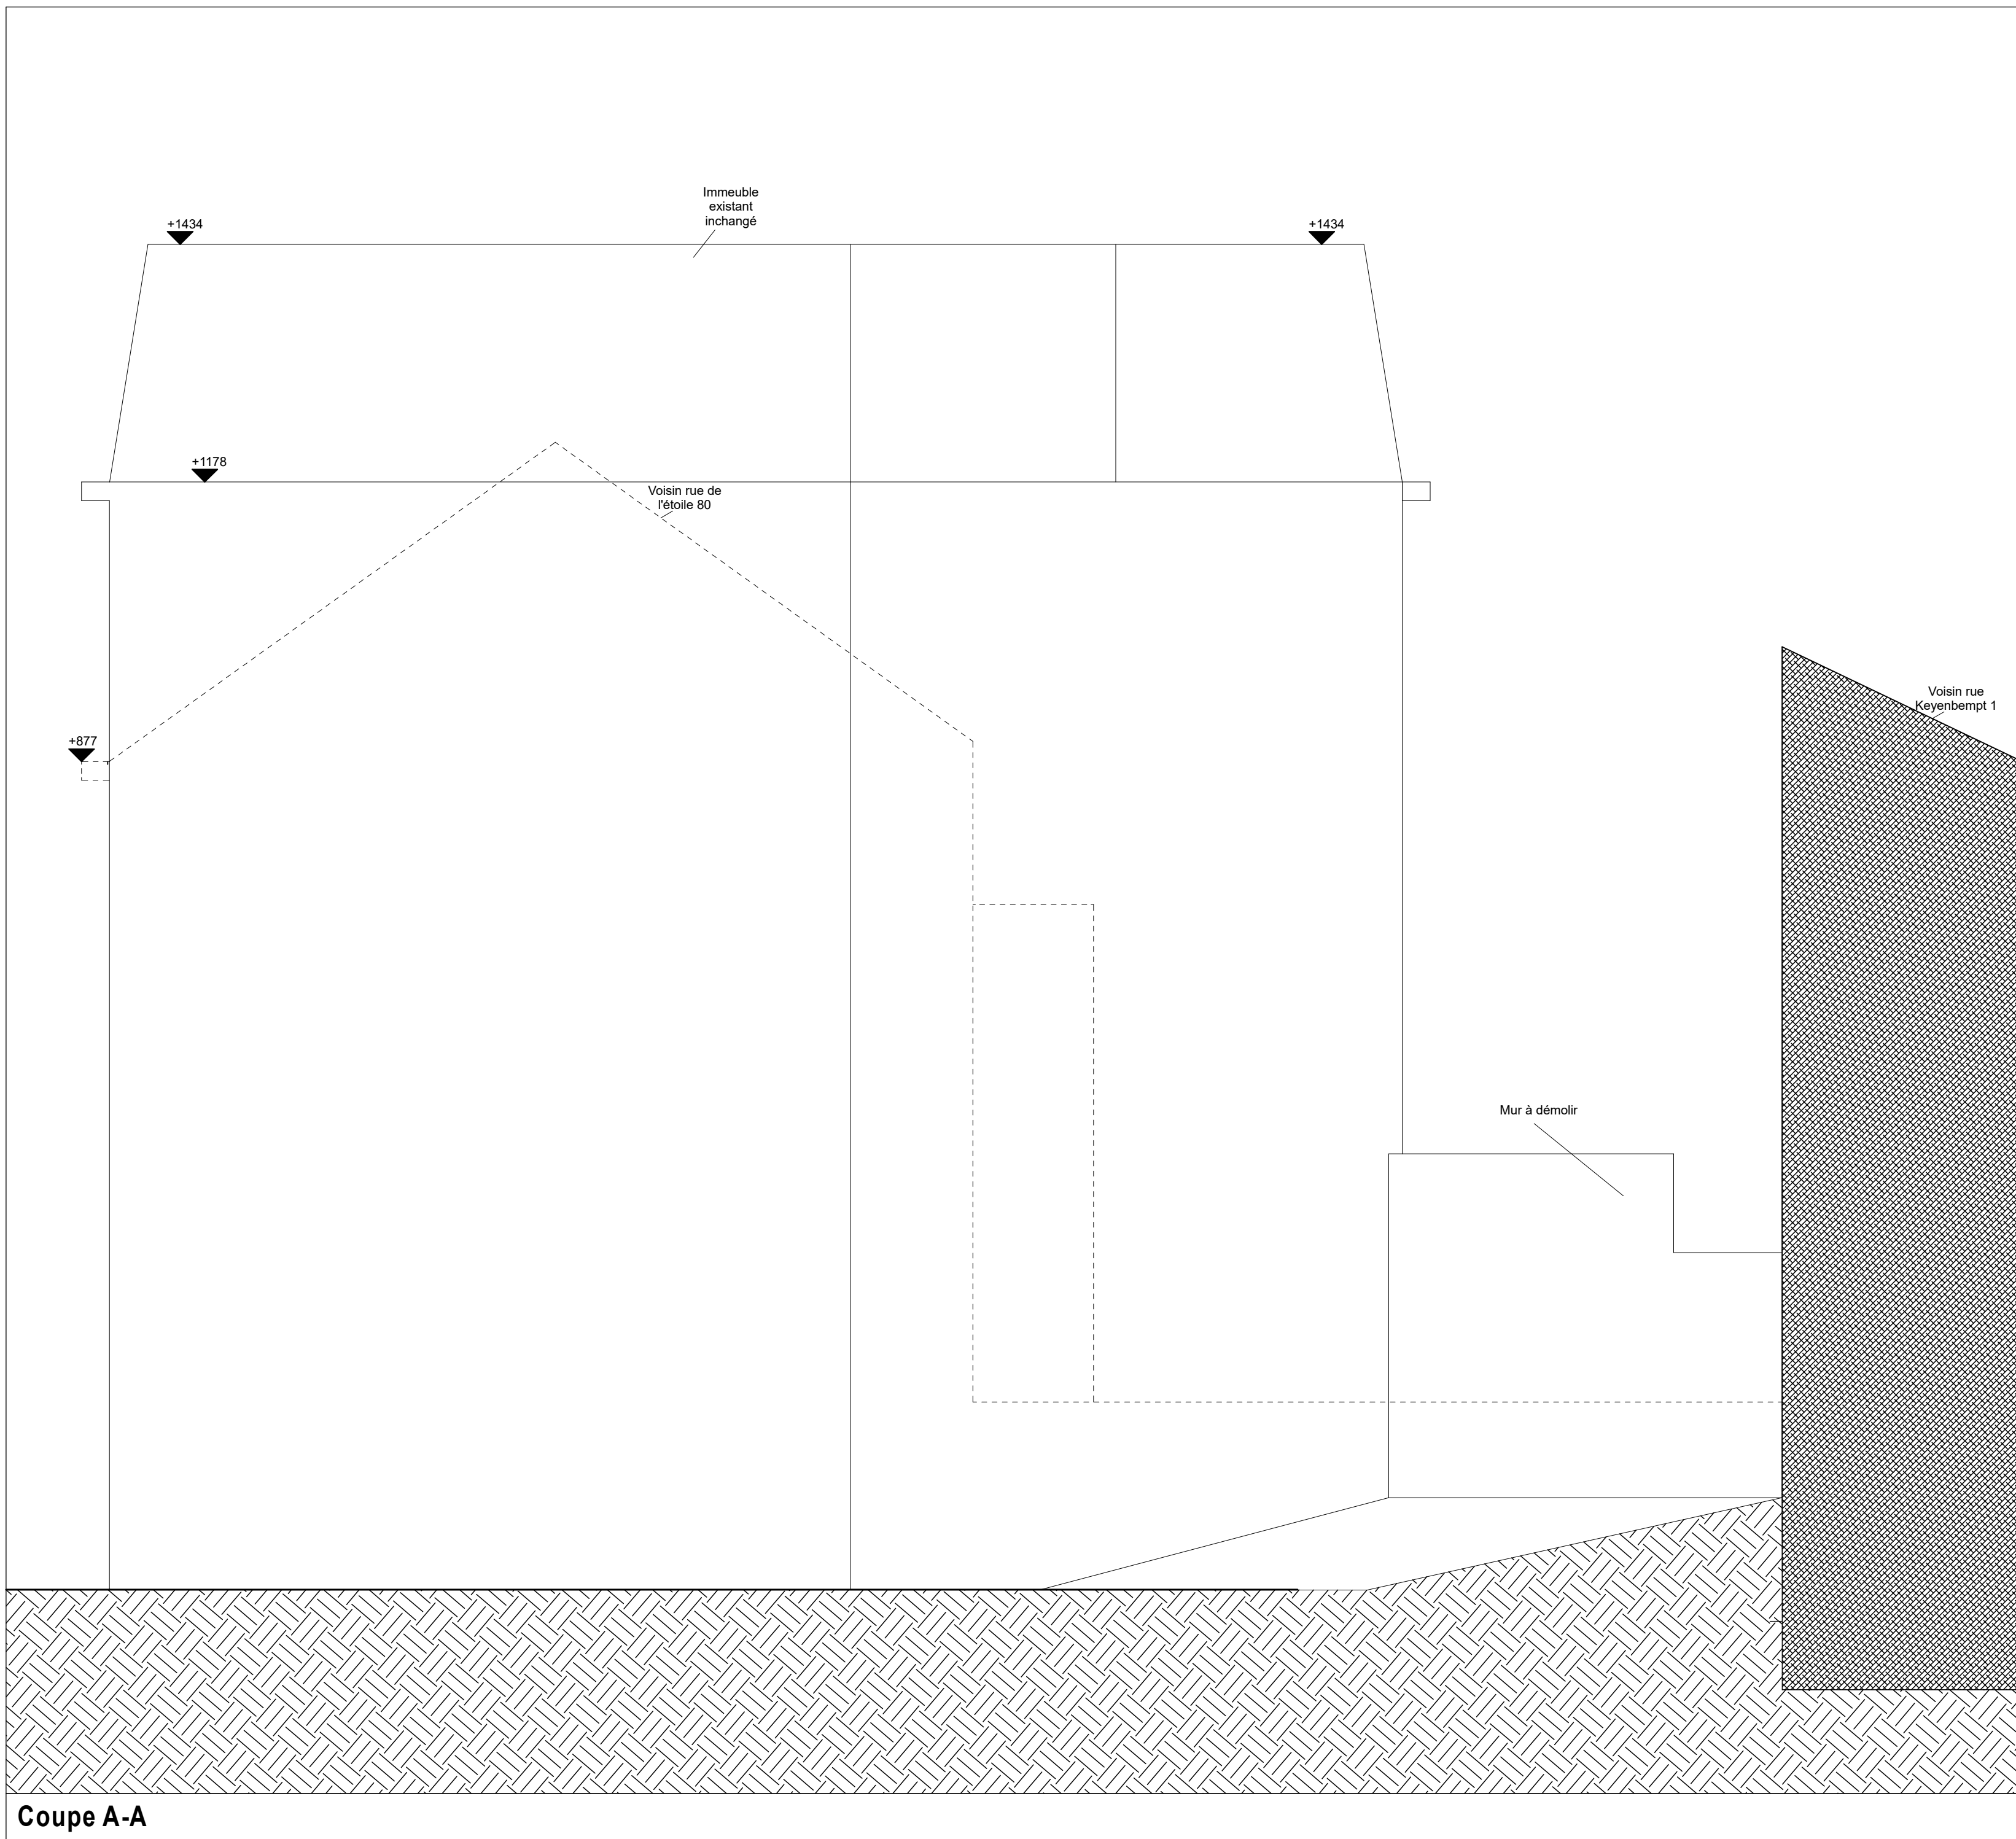 Immeuble
existant
inchangé
+1434
+1434
+1178
Voisin rue de
l'étoile 80
Voisin rue
Keyenbempt 1
+877
Mur à démolir
Coupe A-A